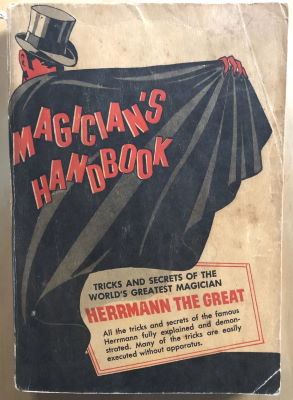 MAGICIAN'S
HANDBOOK
TRICKS AND SECRETS OF THE
WORLD'S GREATEST MAGICIAN
HERRMANN THE GREAT
All the tricks and secrets of the famous
Herrmann fully explained and demon-
strated. Many of the tricks are easily
executed without apparatus.